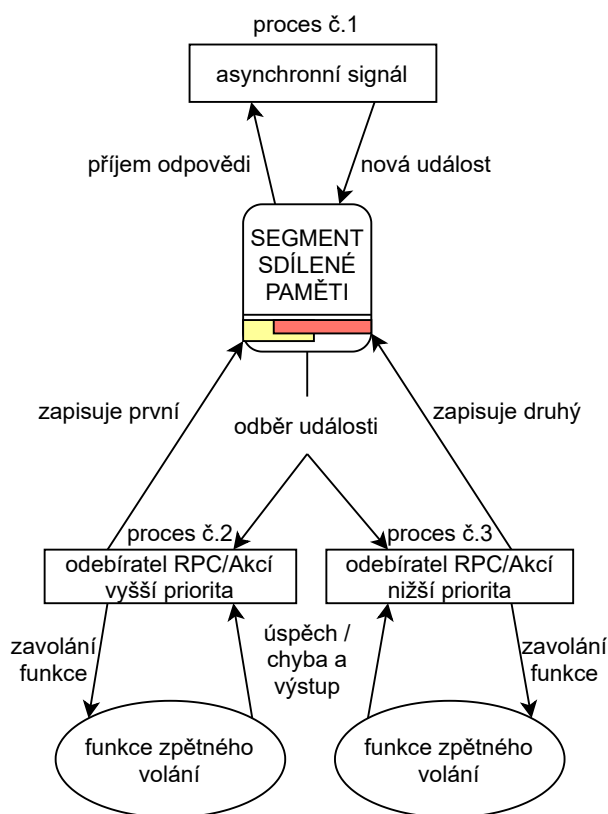 proces č.1
asynchronní signál
příjem odpovědi
nová událost
SEGMENT
SDÍLENÉ
PAMĚTI
zapisuje první
zapisuje druhý
odběr události
proces č.2
proces č.3
odebíratel RPC/Akcí
vyšší priorita
odebíratel RPC/Akcí
nižší priorita
zavolání
funkce
úspěch /
chyba a
výstup
zavolání
funkce
funkce zpětného
volání
funkce zpětného
volání